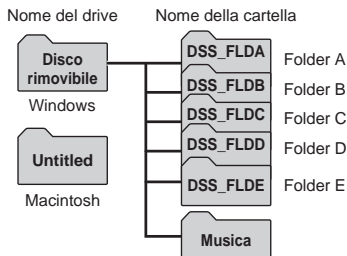 Nome del drive
Nome della cartella
Disco
rimovibile
Windows
Untitled
Macintosh
DSS_FLDA
Folder A
DSS_FLDB
Folder B
DSS_FLDC
Folder C
DSS_FLDD
Folder D
DSS_FLDE
Folder E
Musica